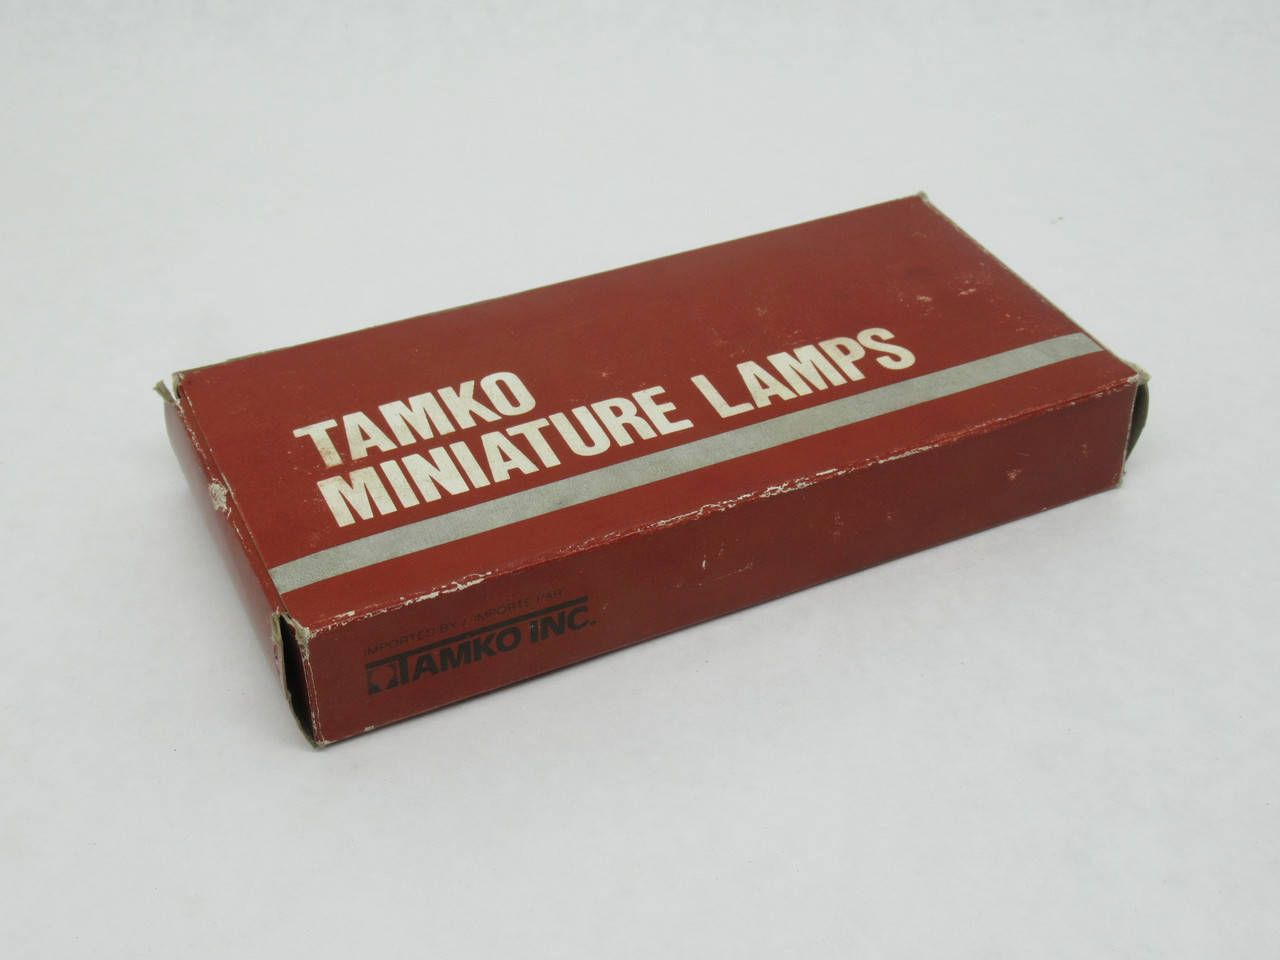 TAMKO
MINIATURE LAMPS
IMPORTED BY / IMPORTE PAR
TAMKO INC.